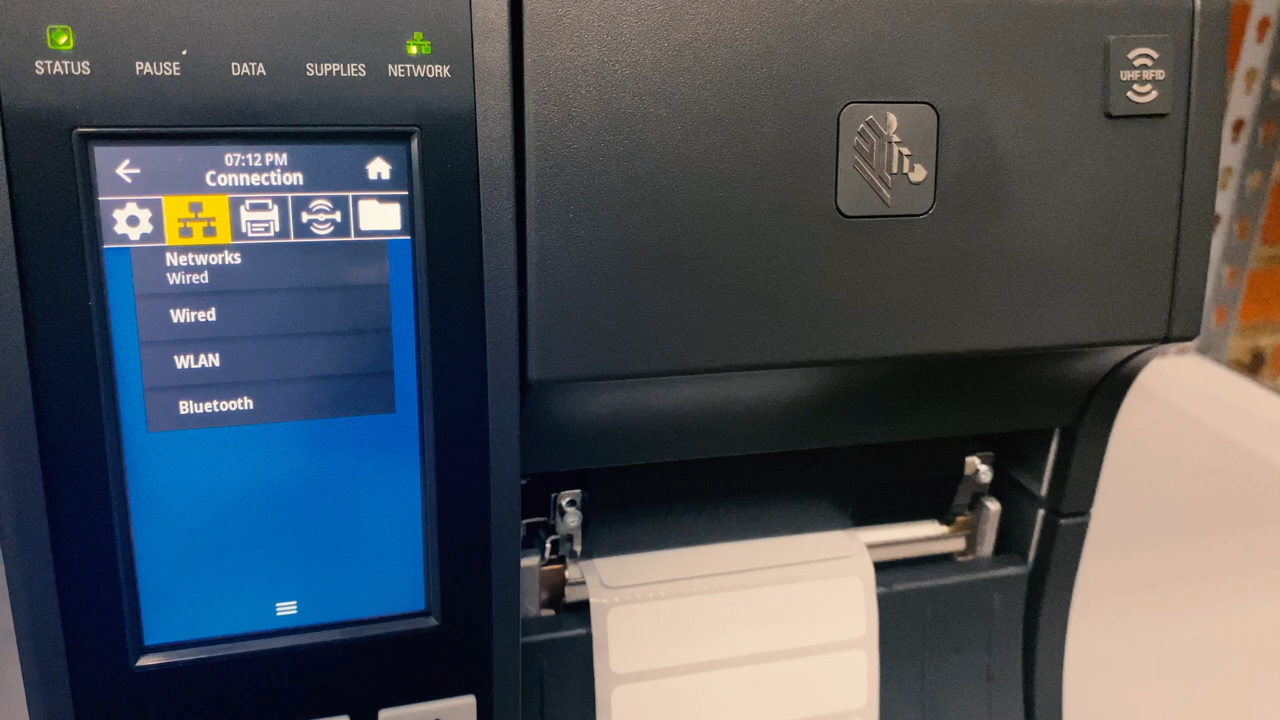 STATUS
PAUSE
DATA
SUPPLIES
NETWORK
07:12 PM
Connection
Networks
Wired
Wired
WLAN
Bluetooth
UHF RFID